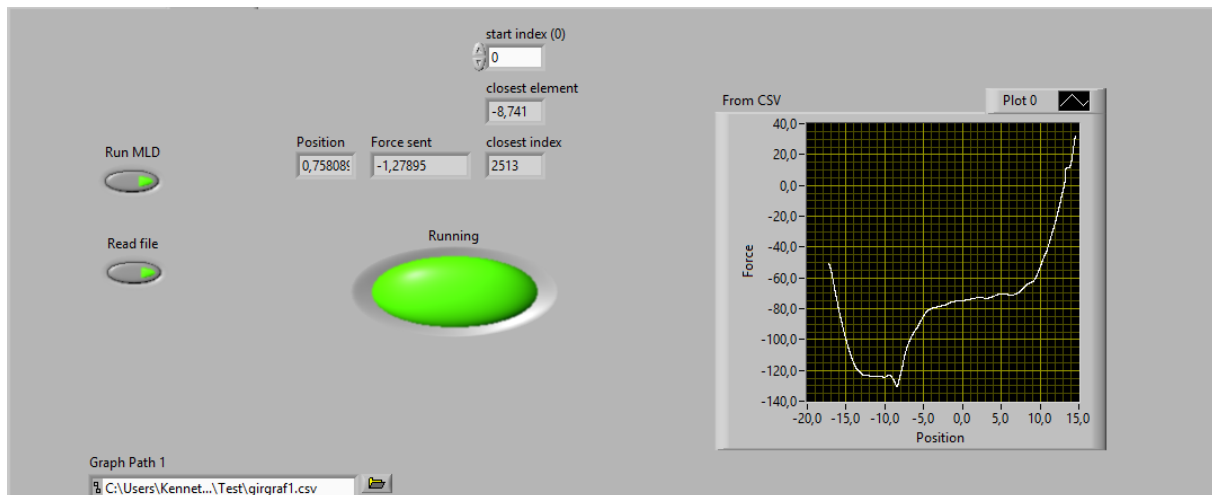 start index (0)
0
closest element
-8,741
Position
Force sent
closest index
0,758089
-1,27895
2513
Run MLD
Read file
Running
From CSV
Plot 0
Force
40,0
20,0
0,0
-20,0
-40,0
-60,0
-80,0
-100,0
-120,0
-140,0
-20,0 -15,0 -10,0 -5,0 0,0 5,0 10,0 15,0
Position
Graph Path 1
C:\Users\Kennet...\Test\girgraf1.csv